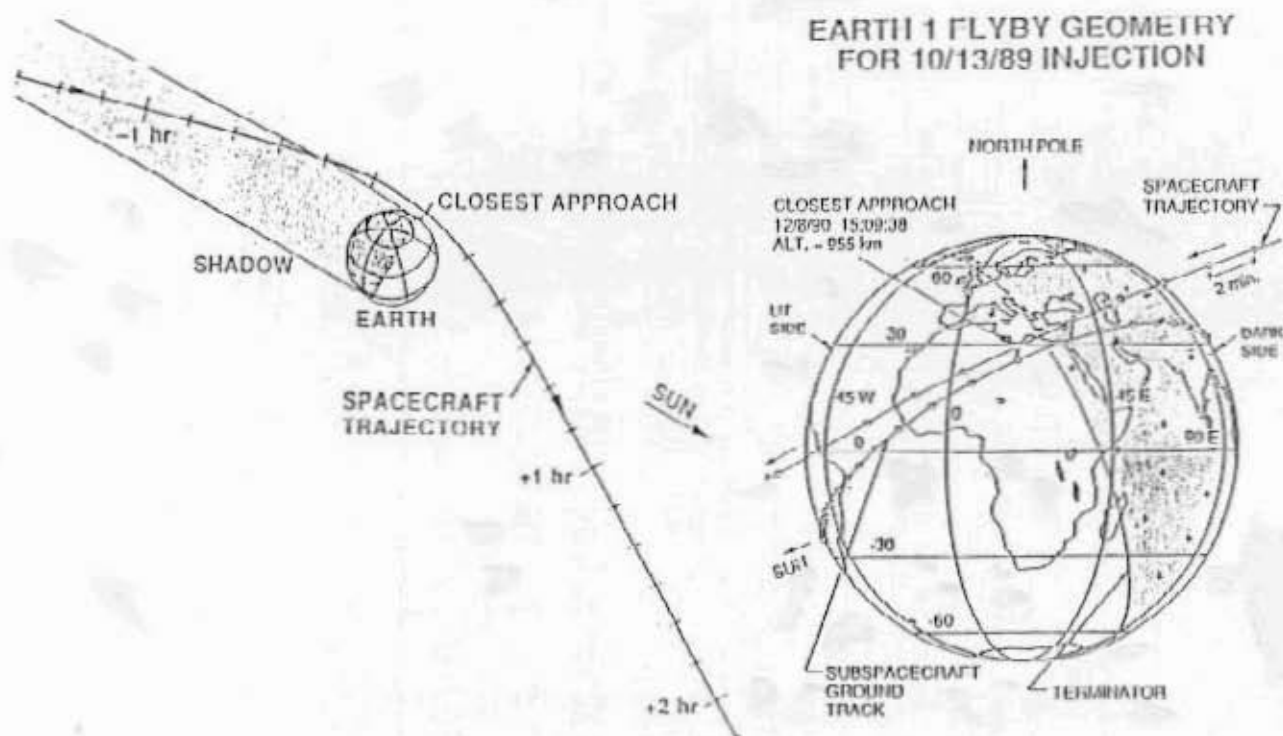 EARTH 1 FLYBY GEOMETRY
FOR 10/13/89 INJECTION
-1 hr
CLOSEST APPROACH
SHADOW
EARTH
SPACECRAFT
TRAJECTORY
SUN
+1 hr
+2 hr
NORTH POLE
CLOSEST APPROACH
12/8/90 15:09:38
ALT. ~ 955 km
SPACECRAFT
TRAJECTORY
2 min.
LIT
SIDE
DARK
SIDE
60
30
45 W
0
45 E
0
90 E
0
-30
SUN
-60
SUBSPACECRAFT
GROUND
TRACK
TERMINATOR